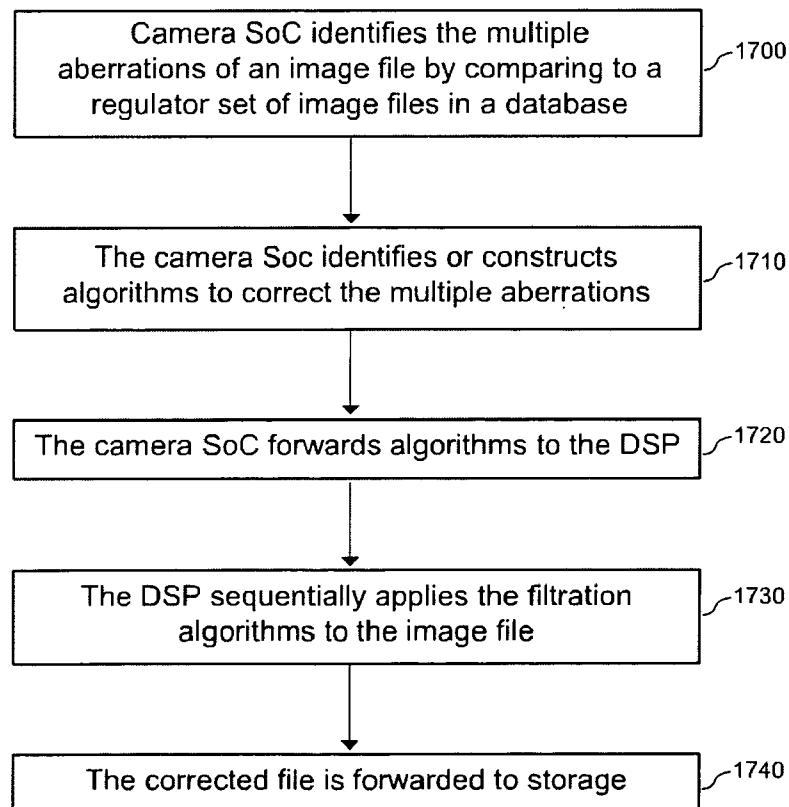 Camera SoC identifies the multiple
aberrations of an image file by comparing to a
regulator set of image files in a database
1700
The camera Soc identifies or constructs
algorithms to correct the multiple aberrations
1710
The camera SoC forwards algorithms to the DSP
1720
The DSP sequentially applies the filtration
algorithms to the image file
1730
The corrected file is forwarded to storage
1740